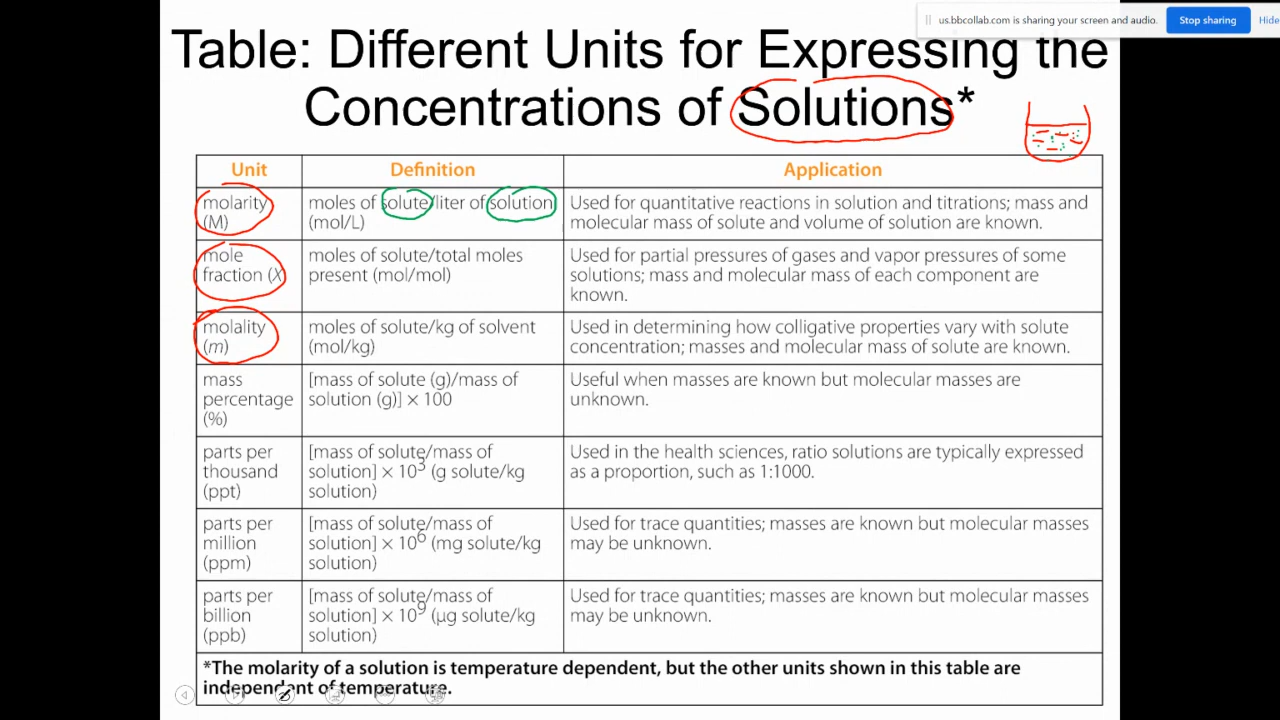 us.bbcollab.com is sharing your screen and audio. Stop sharing Hide
Table: Different Units for Expressing the
Concentrations of Solutions*
Unit Definition Application
molarity moles of solute/liter of solution Used for quantitative reactions in solution and titrations; mass and
(M) (mol/L) molecular mass of solute and volume of solution are known.
mole moles of solute/total moles Used for partial pressures of gases and vapor pressures of some
fraction (X present (mol/mol) solutions; mass and molecular mass of each component are
known.
molality moles of solute/kg of solvent Used in determining how colligative properties vary with solute
(m) (mol/kg) concentration; masses and molecular mass of solute are known.
mass [mass of solute (g)/mass of Useful when masses are known but molecular masses are
percentage solution (g)] × 100 unknown.
(%)
parts per [mass of solute/mass of Used in the health sciences, ratio solutions are typically expressed
thousand solution] × 10³ (g solute/kg as a proportion, such as 1:1000.
(ppt) solution)
parts per [mass of solute/mass of Used for trace quantities; masses are known but molecular masses
million solution] × 10⁶ (mg solute/kg may be unknown.
(ppm) solution)
parts per [mass of solute/mass of Used for trace quantities; masses are known but molecular masses
billion solution] × 10⁹ (µg solute/kg may be unknown.
(ppb) solution)
*The molarity of a solution is temperature dependent, but the other units shown in this table are
independent of temperature.